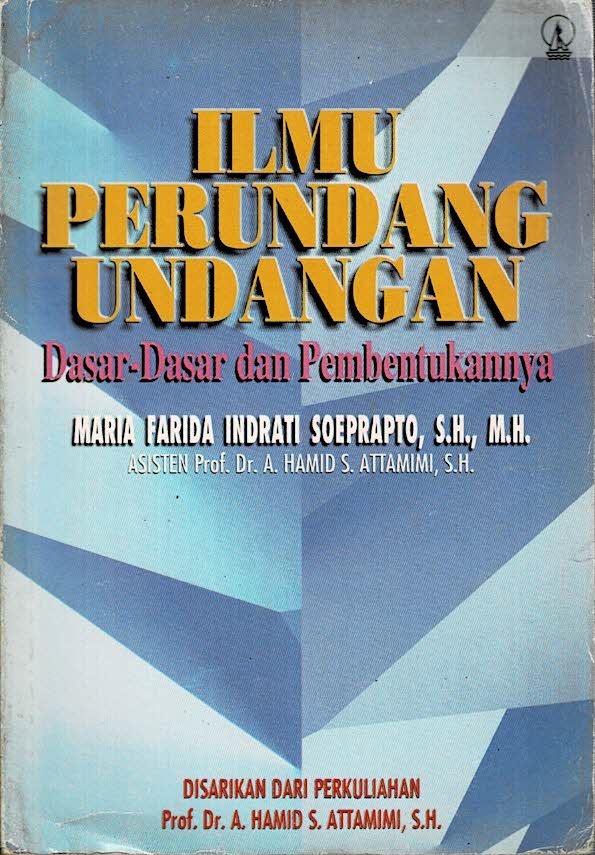 ILMU
PERUNDANG
UNDANGAN
Dasar-Dasar dan Pembentukannya
MARIA FARIDA INDRATI SOEPRAPTO, S.H., M.H.
ASISTEN Prof. Dr. A. HAMID S. ATTAMIMI, S.H.
DISARIKAN DARI PERKULIAHAN
Prof. Dr. A. HAMID S. ATTAMIMI, S.H.